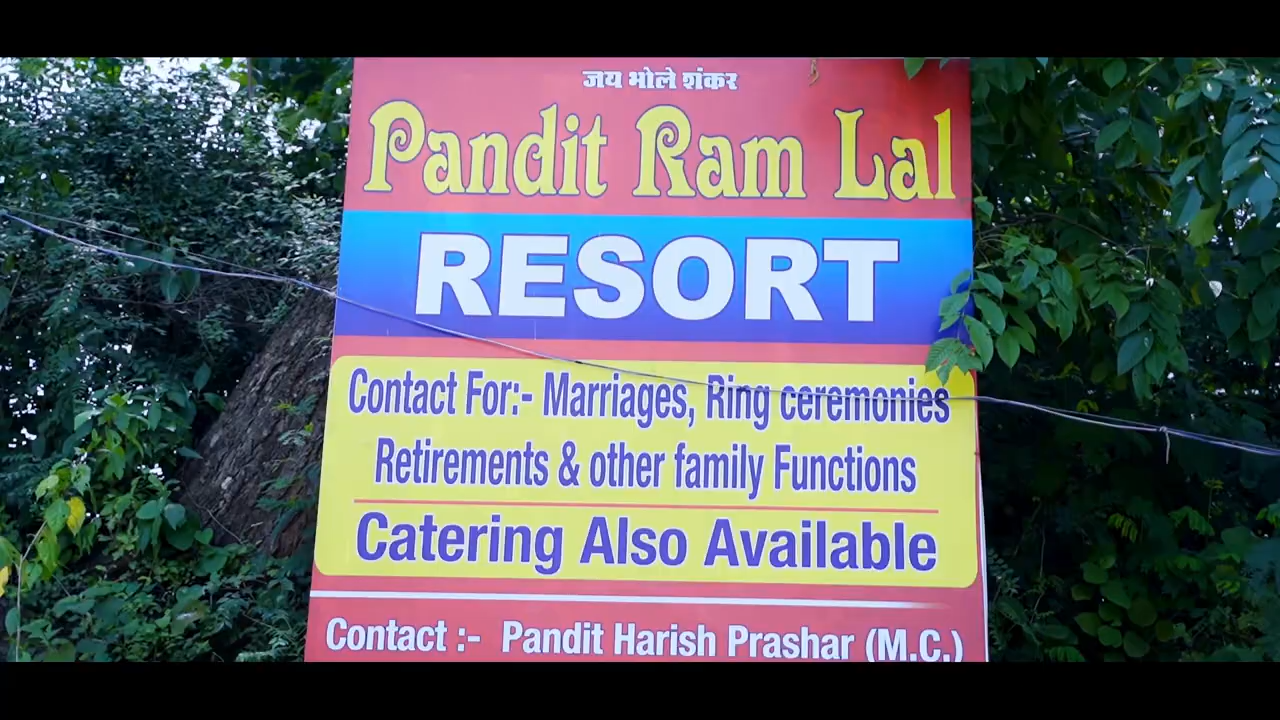 जय भोले शंकर
Pandit Ram Lal
RESORT
Contact For:- Marriages, Ring ceremonies
Retirements & other family Functions
Catering Also Available
Contact :- Pandit Harish Prashar (M.C.)